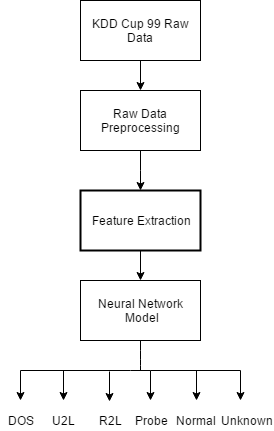 KDD Cup 99 Raw
Data
Raw Data
Preprocessing
Feature Extraction
Neural Network
Model
DOS U2L R2L Probe Normal Unknown